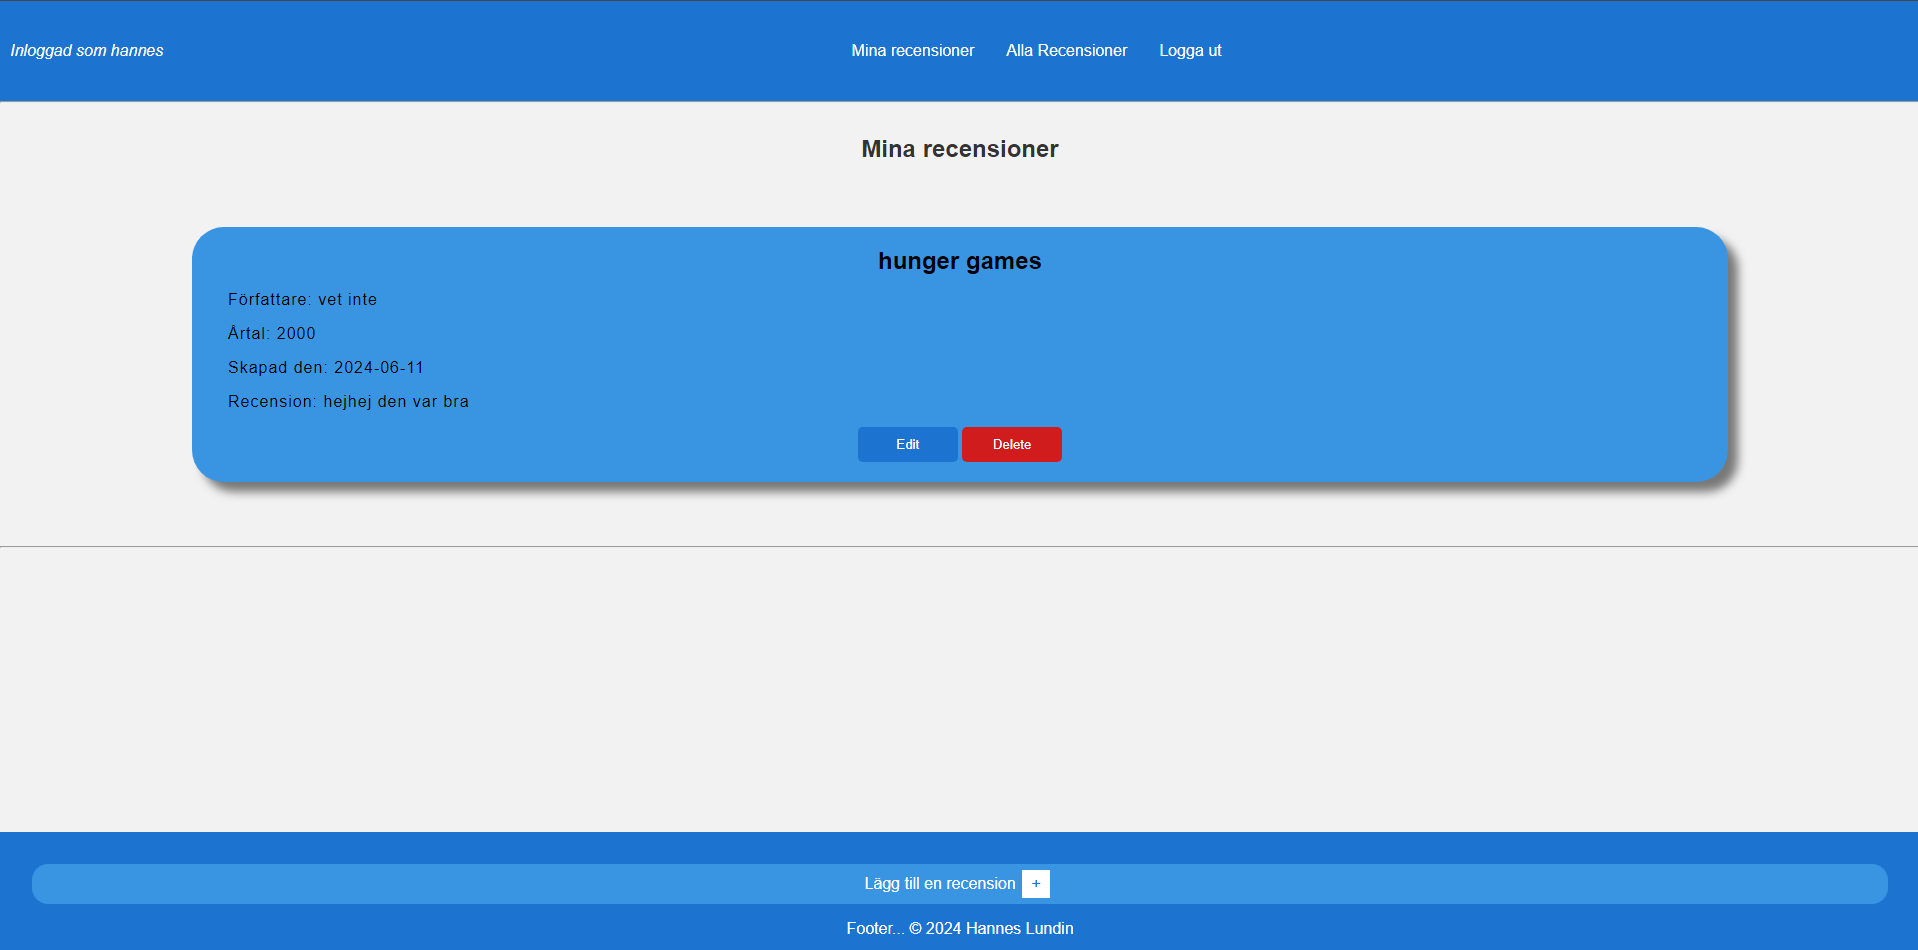 Inloggad som hannes
Mina recensioner
Alla Recensioner
Logga ut
Mina recensioner
hunger games
Författare: vet inte
Årtal: 2000
Skapad den: 2024-06-11
Recension: hejhej den var bra
Edit
Delete
Lägg till en recension +
Footer... © 2024 Hannes Lundin